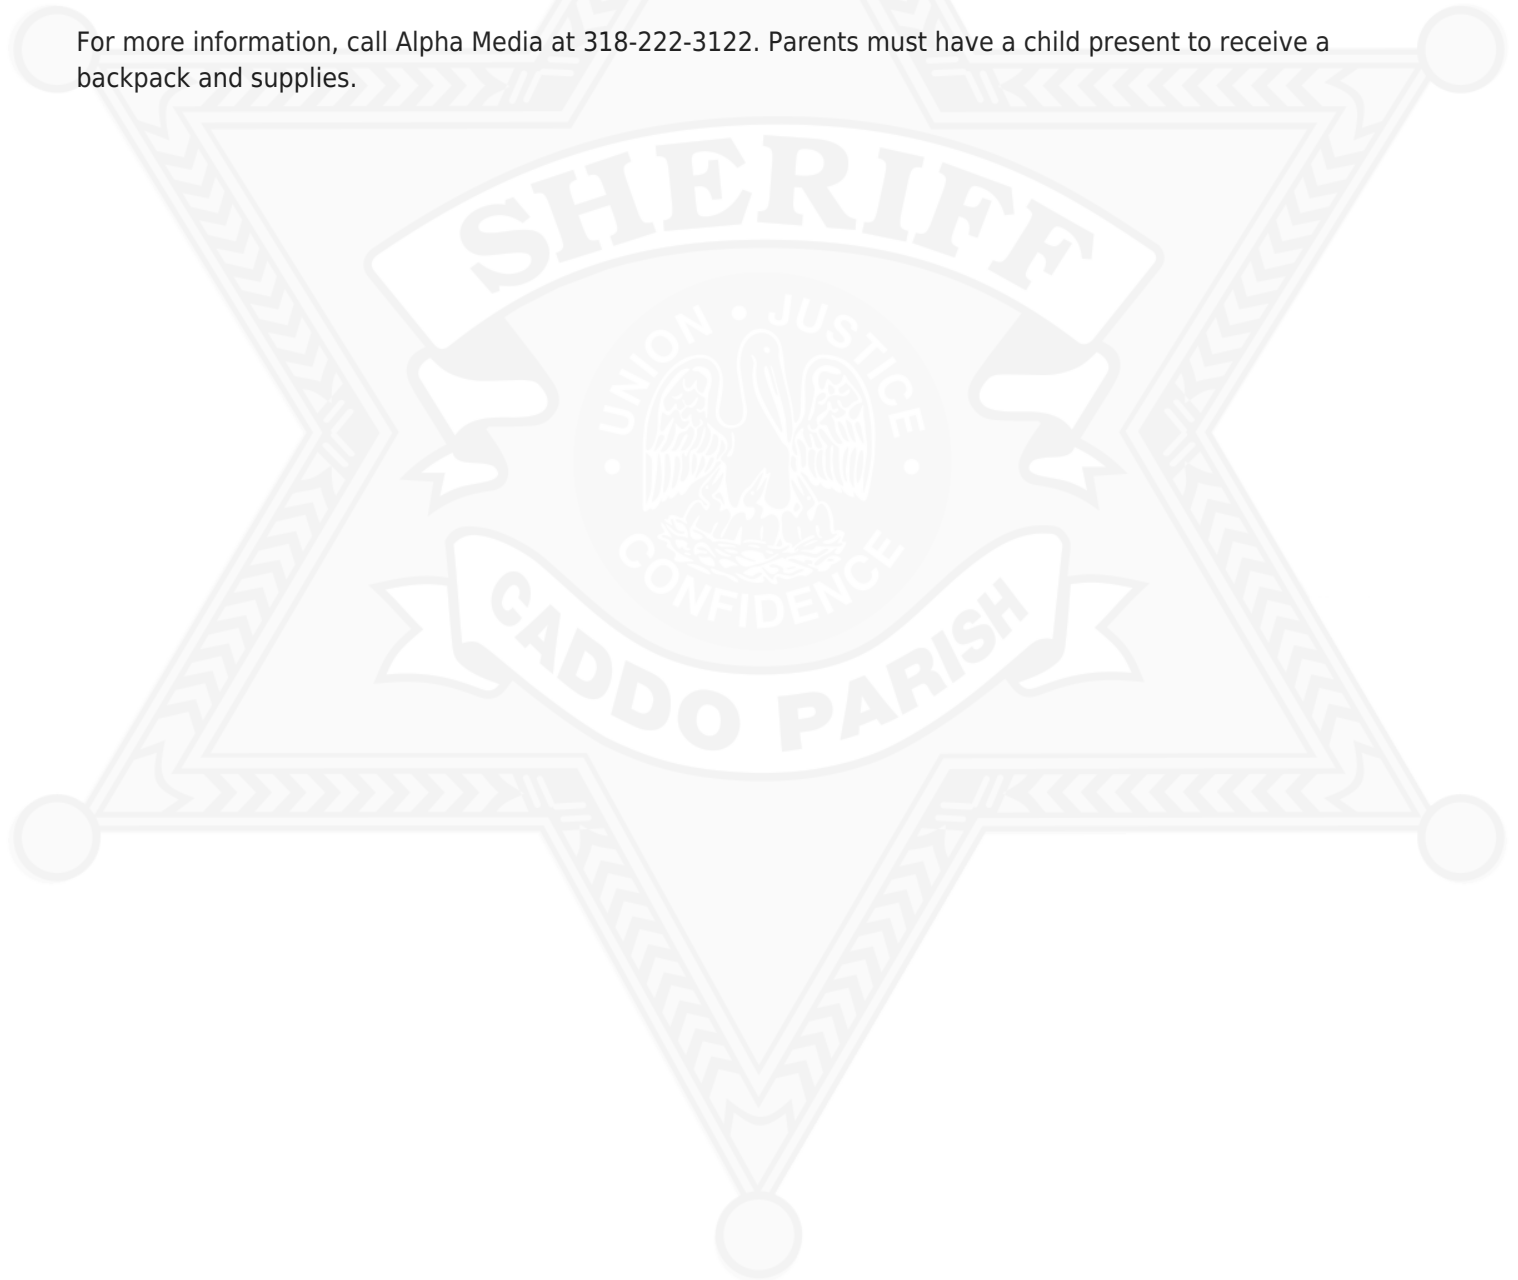 For more information, call Alpha Media at 318-222-3122. Parents must have a child present to receive a
backpack and supplies.
SHERIFF
UNION • JUSTICE
• CONFIDENCE •
CADDO PARISH